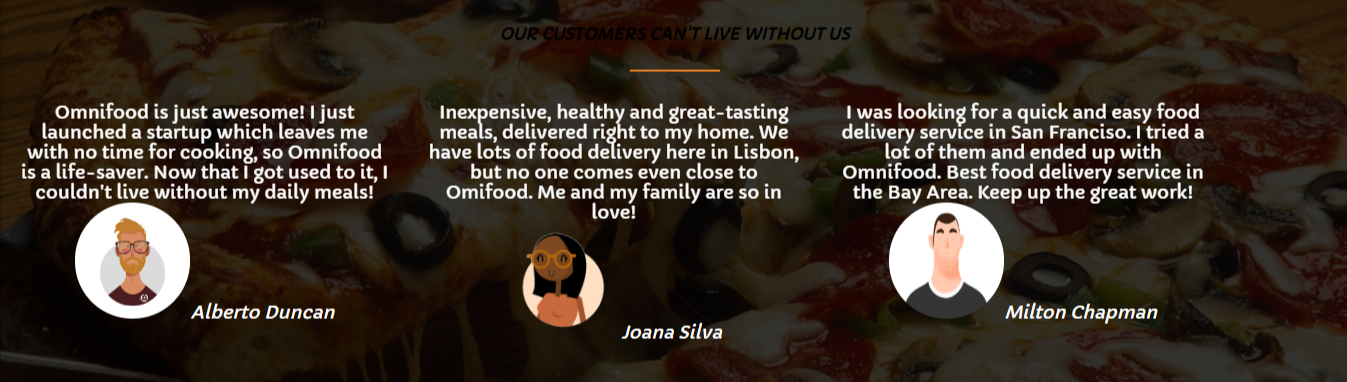 OUR CUSTOMERS CAN'T LIVE WITHOUT US
Omnifood is just awesome! I just
launched a startup which leaves me
with no time for cooking, so Omnifood
is a life-saver. Now that I got used to it, I
couldn't live without my daily meals!
Alberto Duncan
Inexpensive, healthy and great-tasting
meals, delivered right to my home. We
have lots of food delivery here in Lisbon,
but no one comes even close to
Omifood. Me and my family are so in
love!
Joana Silva
I was looking for a quick and easy food
delivery service in San Franciso. I tried a
lot of them and ended up with
Omnifood. Best food delivery service in
the Bay Area. Keep up the great work!
Milton Chapman